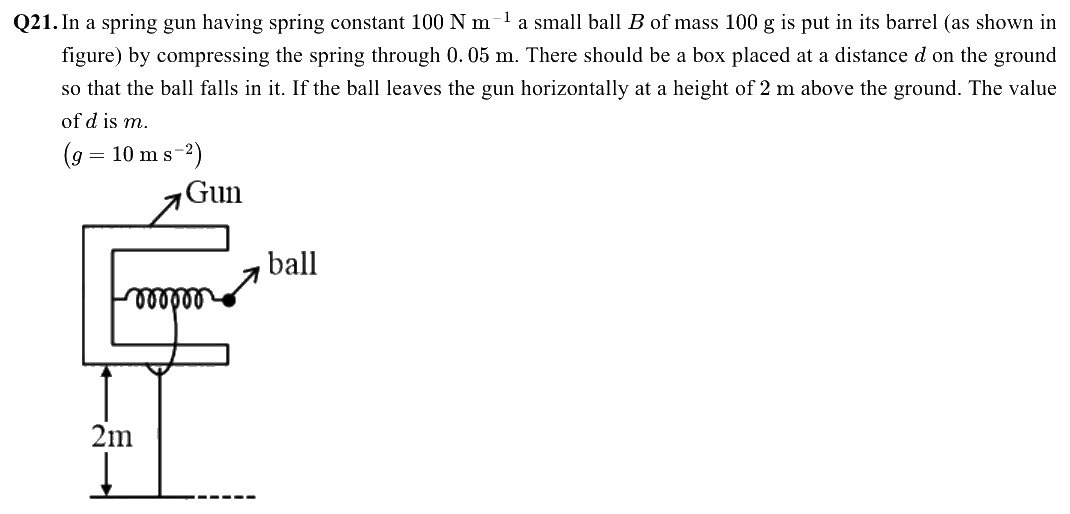 Q21. In a spring gun having spring constant 100 N m⁻¹ a small ball B of mass 100 g is put in its barrel (as shown in
figure) by compressing the spring through 0.05 m. There should be a box placed at a distance d on the ground
so that the ball falls in it. If the ball leaves the gun horizontally at a height of 2 m above the ground. The value
of d is m.
(g = 10 m s⁻²)
Gun
ball
2m